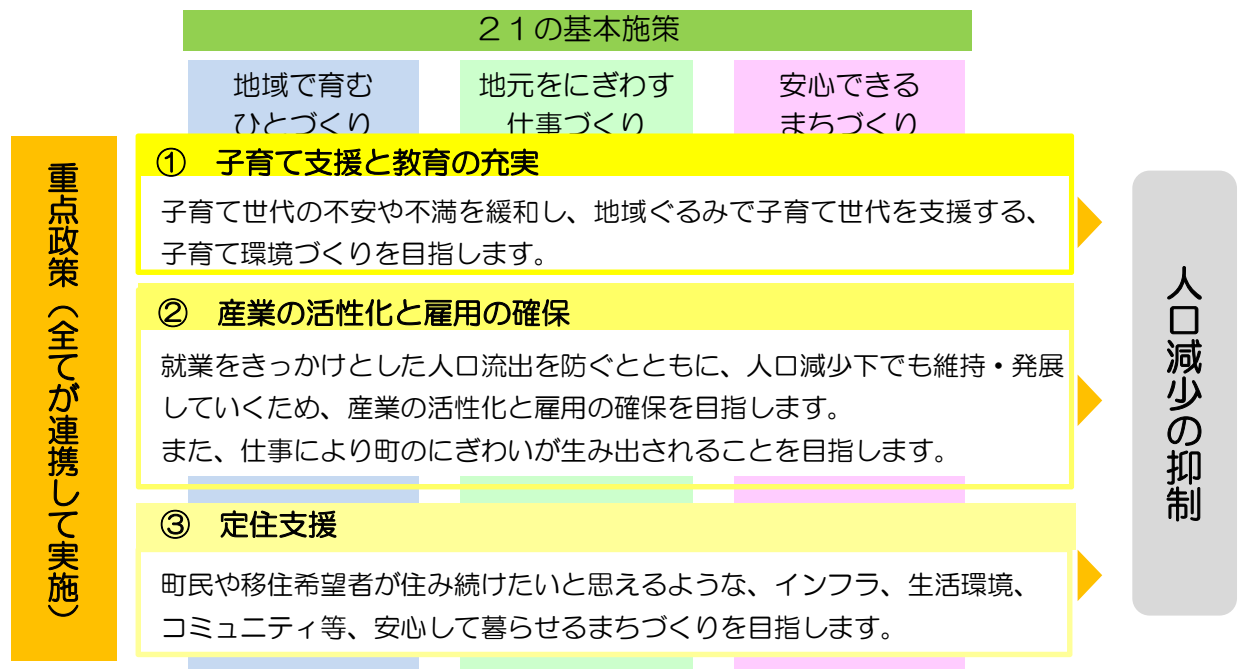 ２１の基本施策
地域で育む
ひとづくり
地元をにぎわす
仕事づくり
安心できる
まちづくり
重点政策（全てが連携して実施）
① 子育て支援と教育の充実
子育て世代の不安や不満を緩和し、地域ぐるみで子育て世代を支援する、
子育て環境づくりを目指します。
② 産業の活性化と雇用の確保
就業をきっかけとした人口流出を防ぐとともに、人口減少下でも維持・発展
していくため、産業の活性化と雇用の確保を目指します。
また、仕事により町のにぎわいが生み出されることを目指します。
③ 定住支援
町民や移住希望者が住み続けたいと思えるような、インフラ、生活環境、
コミュニティ等、安心して暮らせるまちづくりを目指します。
人口減少の抑制